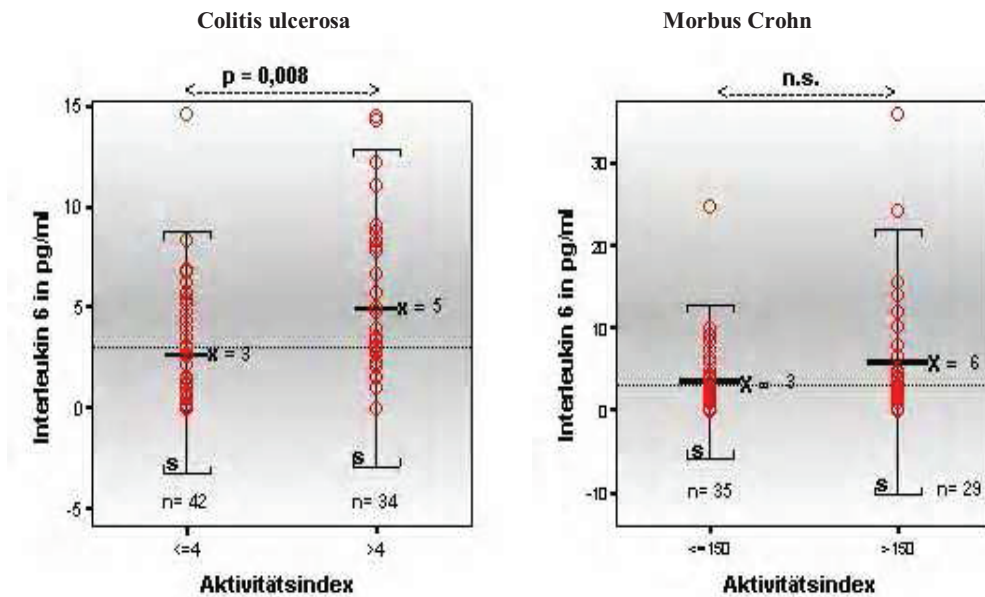 Colitis ulcerosa
p = 0,008
Interleukin 6 in pg/ml
15
10
5
0
-5
x = 3
x = 5
s
s
n= 42
n= 34
<=4
>4
Aktivitätsindex
Morbus Crohn
n.s.
Interleukin 6 in pg/ml
30
20
10
0
-10
x = 3
x = 6
s
s
n= 35
n= 29
<=150
>150
Aktivitätsindex